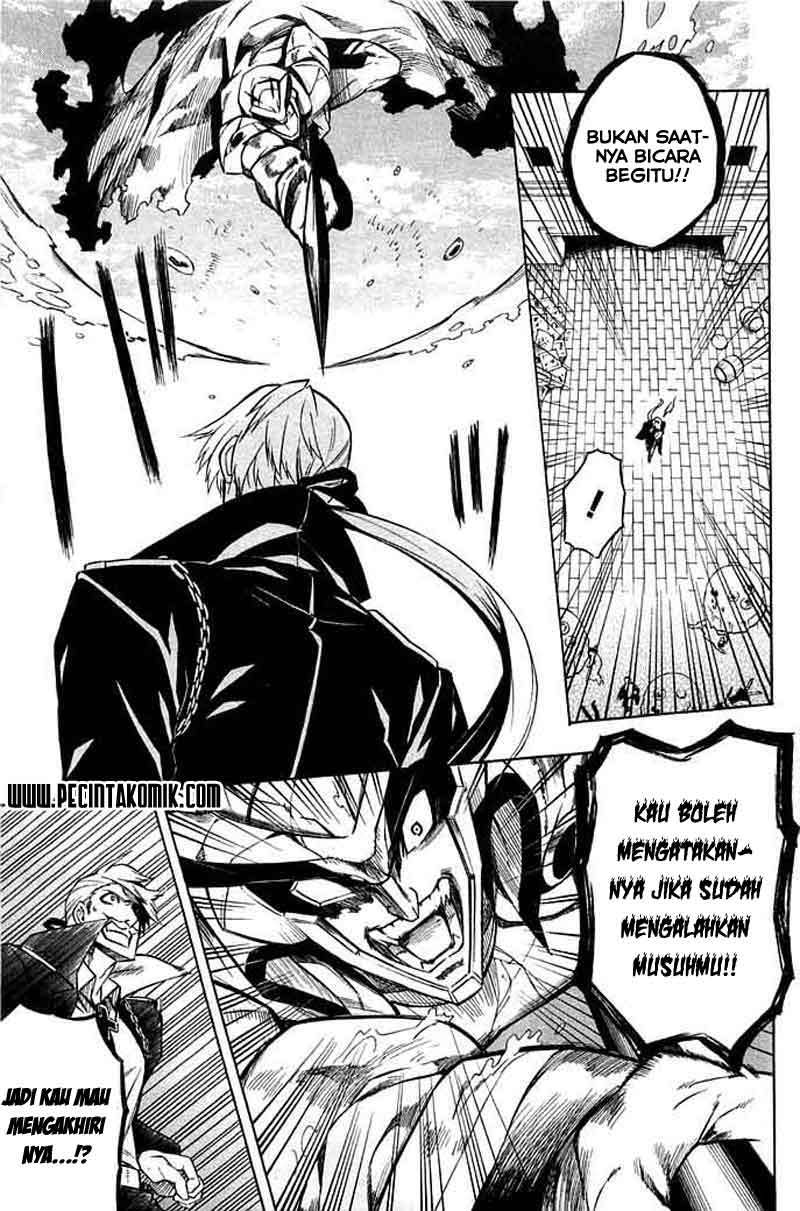 BUKAN SAAT-
NYA BICARA
BEGITU!!
!
KAU BOLEH
MENGATAKAN-
NYA JIKA SUDAH
MENGALAHKAN
MUSUHMU!!
WWW.PECINTAKOMIK.COM
JADI KAU MAU
MENGAKHIRI
NYA...!?